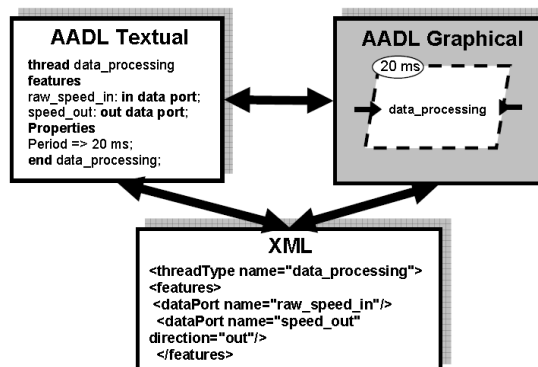 AADL Textual
thread data_processing
features
raw_speed_in: in data port;
speed_out: out data port;
Properties
Period => 20 ms;
end data_processing;
AADL Graphical
20 ms
data_processing
XML
<threadType name="data_processing">
<features>
<dataPort name="raw_speed_in"/>
<dataPort name="speed_out"
direction="out"/>
</features>